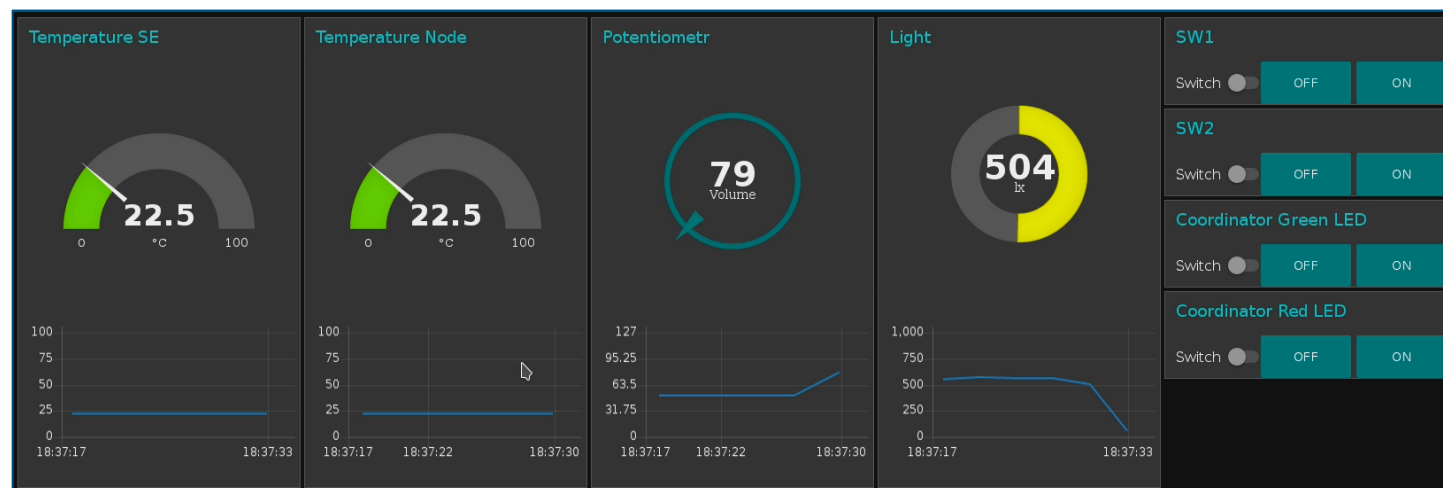 Temperature SE
22.5
0 °C 100
100
75
50
25
0
18:37:17 18:37:33
Temperature Node
22.5
0 °C 100
100
75
50
25
0
18:37:17 18:37:22 18:37:30
Potentiometr
79
Volume
127
95.25
63.5
31.75
0
18:37:17 18:37:22 18:37:30
Light
504
lx
1,000
750
500
250
0
18:37:17 18:37:33
SW1
Switch OFF ON
SW2
Switch OFF ON
Coordinator Green LED
Switch OFF ON
Coordinator Red LED
Switch OFF ON